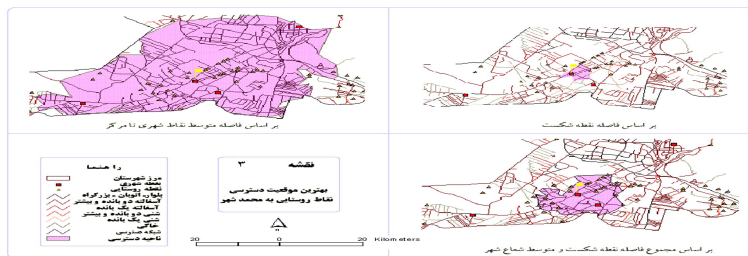 بر اساس فاصله متوسط نقاط شهری تا مرکز
بر اساس فاصله نقطه شکست
راهنما
مرز شهرستان
نقطه شهری
نقطه روستایی
بلوار، اتوبان - بزرگراه
آسفالته دو بانده و بیشتر
آسفالته یک بانده
شنی دو بانده و بیشتر
شنی یک بانده
خاکی
شبکه دسترسی
ناحیه دسترسی
نقشه ۳
بهترین موقعیت دسترسی
نقاط روستایی به محمد شهر
20 0 20 Kilometers
بر اساس مجموع فاصله نقطه شکست و متوسط شعاع شهر